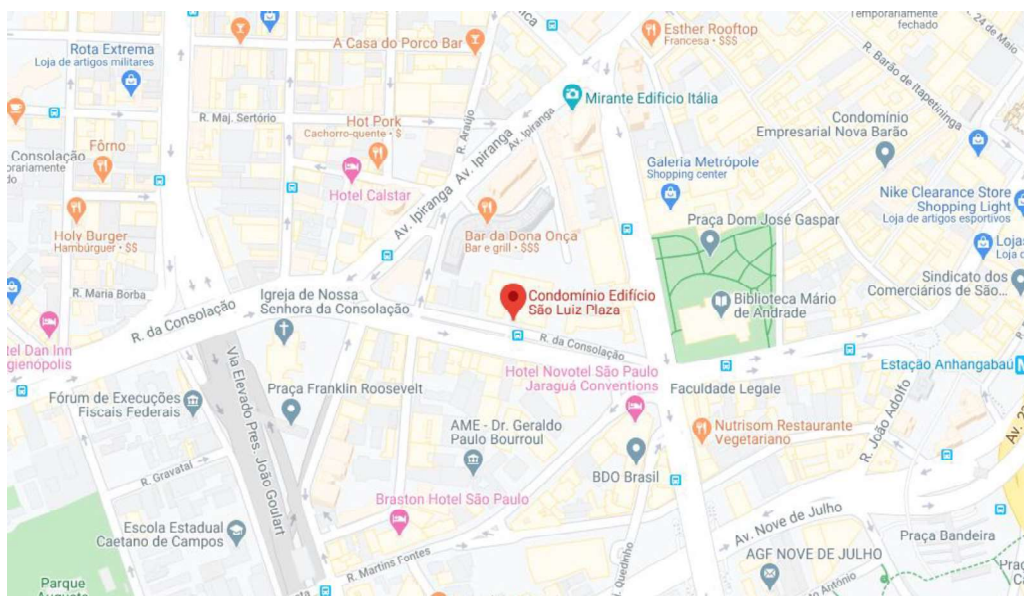 Temporariamente
fechado
R. 24 de Maio
Esther Rooftop
Francesa • $$$
A Casa do Porco Bar
Rota Extrema
Loja de artigos militares
R. Barão de Itapetininga
Mirante Edificio Itália
Av. Ipiranga
Av. Ipiranga
Av. Ipiranga
Av. Ipiranga
R. Araújo
R. Maj. Sertório
Hot Pork
Cachorro-quente • $
Condomínio
Empresarial Nova Barão
Fôrno
Consolação
Hotel Calstar
Galeria Metrópole
Shopping center
Nike Clearance Store
Shopping Light
Loja de artigos esportivos
Holy Burger
Hambúrguer • $$
Bar da Dona Onça
Bar e grill • $$$
Praça Dom José Gaspar
Lojas
Loja
R. Maria Borba
Igreja de Nossa
Senhora da Consolação
Condomínio Edifício
São Luiz Plaza
Biblioteca Mário
de Andrade
Sindicato dos
Comerciários de São...
R. da Consolação
R. da Consolação
Dan Inn
Via Elevado Pres. João Goulart
Hotel Novotel São Paulo
Jaraguá Conventions
Faculdade Legale
Estação Anhangabaú
Praça Franklin Roosevelt
Fórum de Execuções
Fiscais Federais
AME - Dr. Geraldo
Paulo Bourroul
Nutrisom Restaurante
Vegetariano
R. João Adolfo
R. Gravataí
BDO Brasil
Braston Hotel São Paulo
Escola Estadual
Caetano de Campos
R. Martins Fontes
Av. Nove de Julho
Praça Bandeira
AGF NOVE DE JULHO
Parque